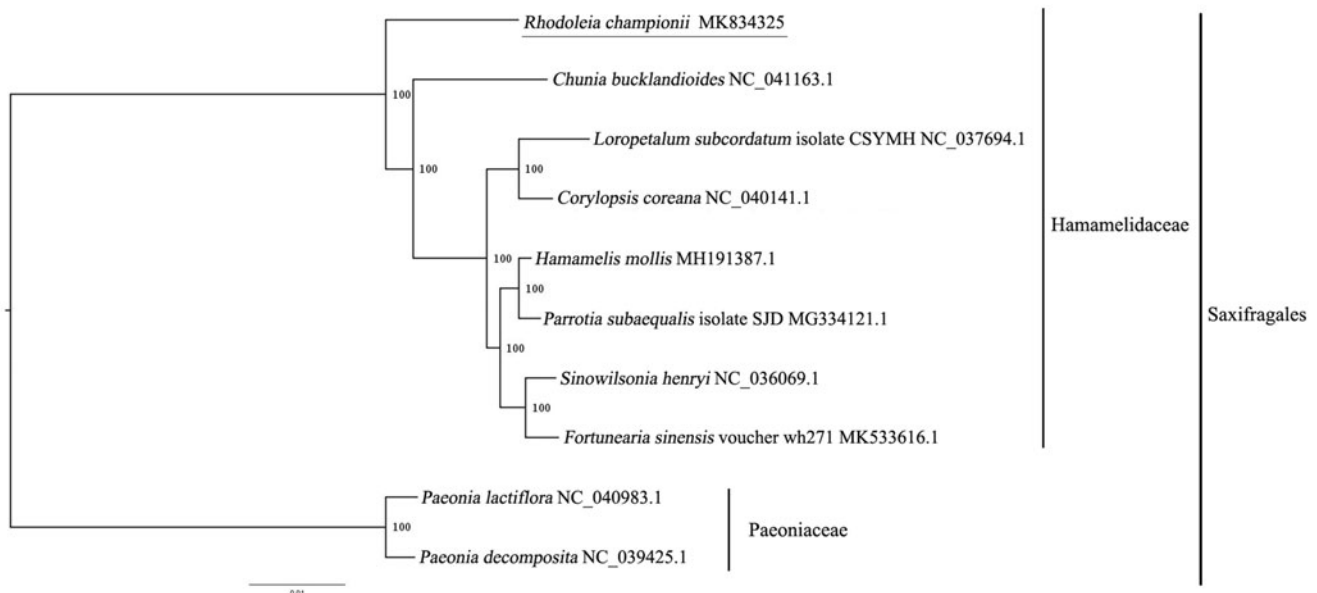 Rhodoleia championii MK834325
Chunia bucklandioides NC_041163.1
100
Loropetalum subcordatum isolate CSYMH NC_037694.1
100
100
Corylopsis coreana NC_040141.1
Hamamelidaceae
100
Hamamelis mollis MH191387.1
100
Parrotia subaequalis isolate SJD MG334121.1
Saxifragales
100
Sinowilsonia henryi NC_036069.1
100
Fortunearia sinensis voucher wh271 MK533616.1
Paeonia lactiflora NC_040983.1
100
Paeoniaceae
Paeonia decomposita NC_039425.1